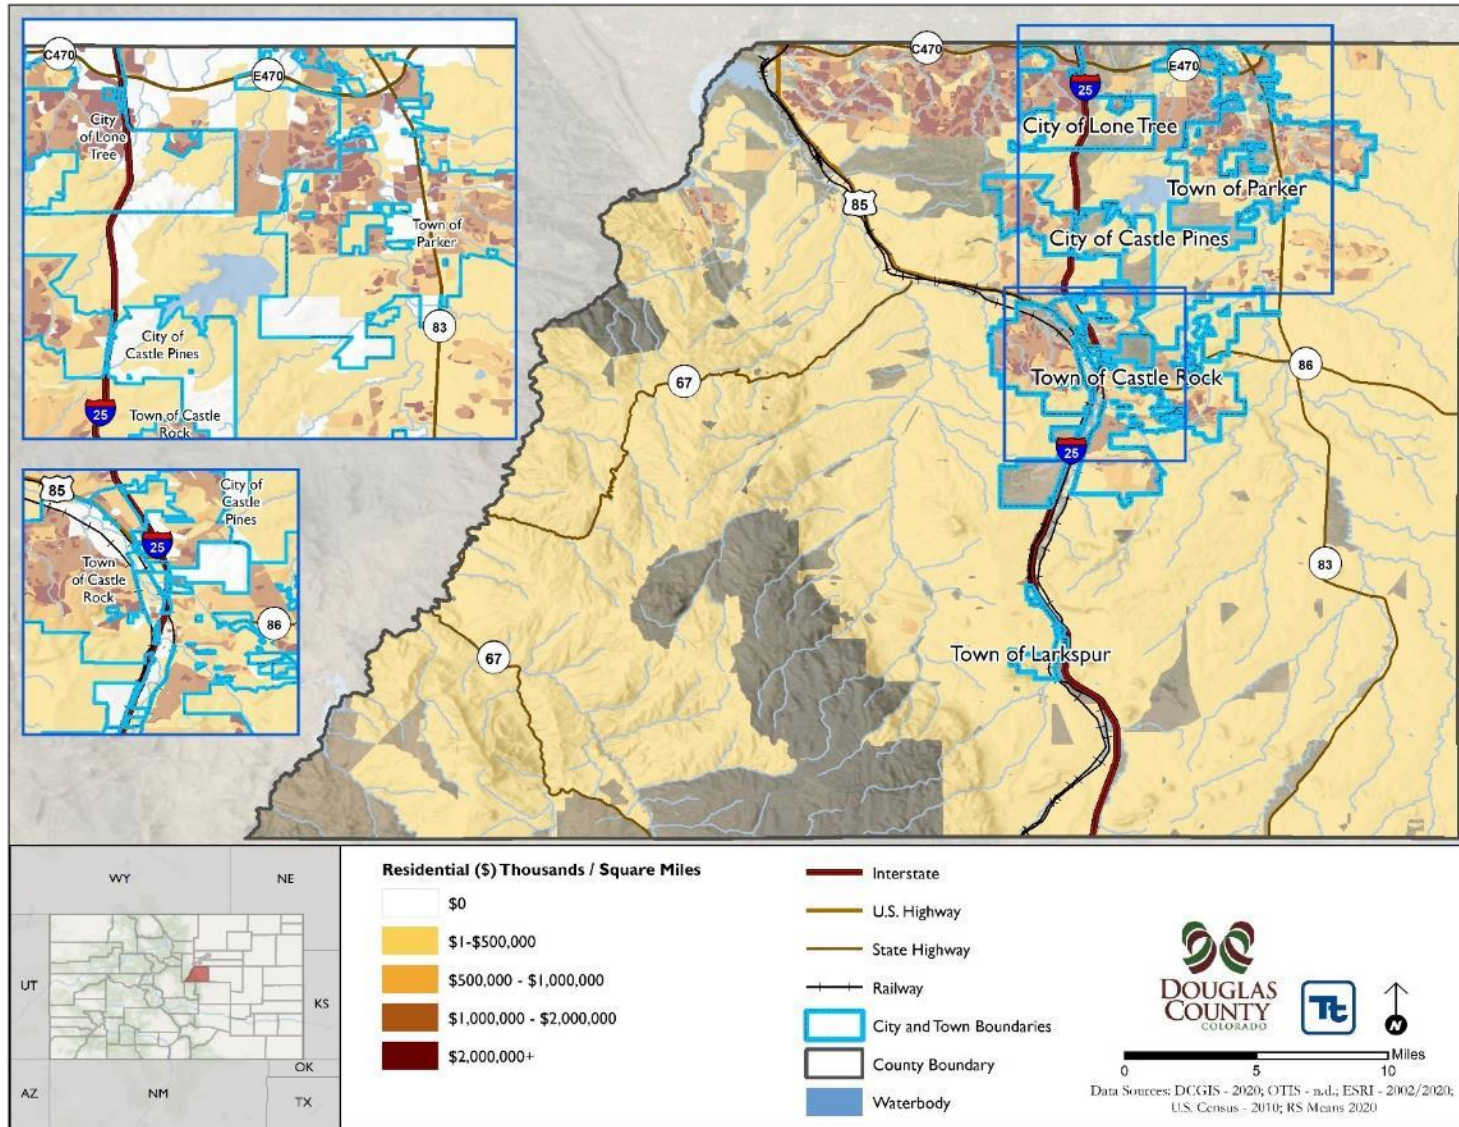 C470
E470
City
of Lone
Tree
Town of
Parker
83
City of
Castle Pines
25
Town of Castle
Rock
85
City of
Castle
Pines
25
Town
of Castle
Rock
86
C470
25
E470
City of Lone Tree
Town of Parker
85
City of Castle Pines
67
Town of Castle Rock
86
25
83
67
Town of Larkspur
WY
NE
UT
KS
OK
AZ
NM
TX
Residential ($) Thousands / Square Miles
$0
$1-$500,000
$500,000 - $1,000,000
$1,000,000 - $2,000,000
$2,000,000+
Interstate
U.S. Highway
State Highway
Railway
City and Town Boundaries
County Boundary
Waterbody
DOUGLAS
COUNTY
COLORADO
Tt
N
Miles
0 5 10
Data Sources: DCGIS - 2020; OTIS - n.d.; ESRI - 2002/2020;
U.S. Census - 2010; RS Means 2020